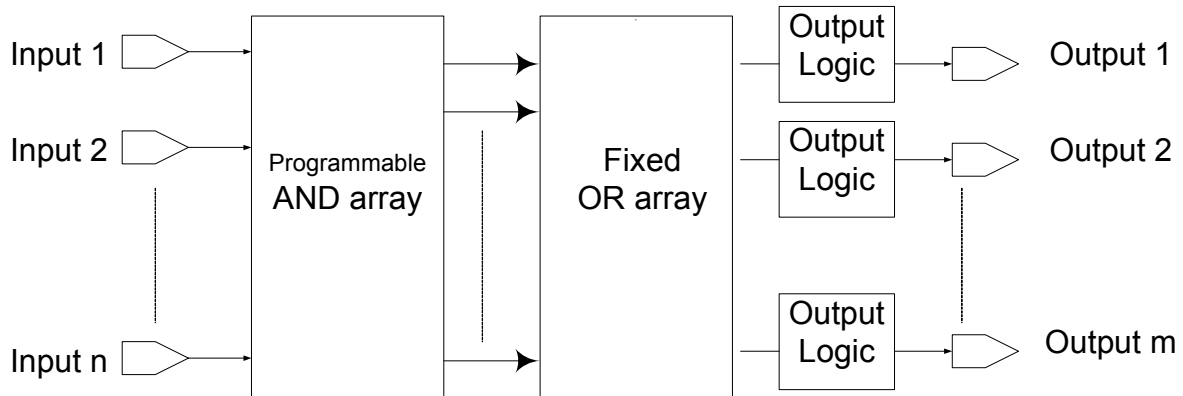 Input 1
Input 2
Input n
Programmable
AND array
Fixed
OR array
Output
Logic
Output 1
Output
Logic
Output 2
Output
Logic
Output m